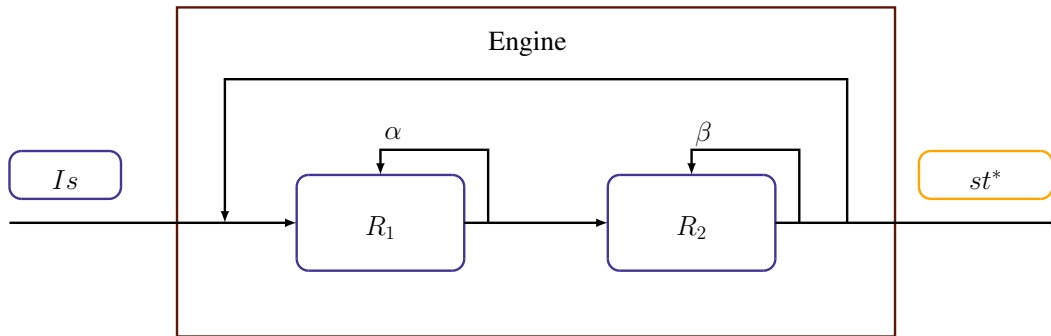 Engine
α
β
Is
st*
R₁
R₂